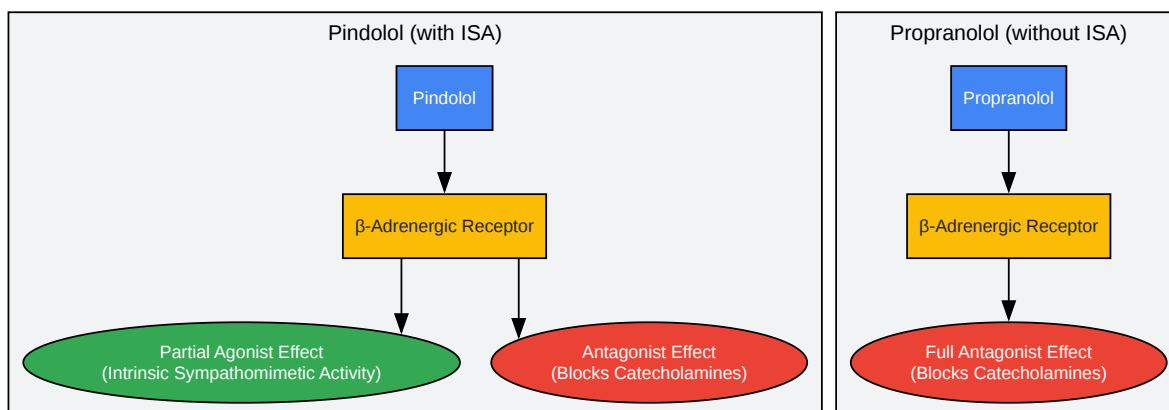 Pindolol (with ISA)
Pindolol
β-Adrenergic Receptor
Partial Agonist Effect
(Intrinsic Sympathomimetic Activity)
Antagonist Effect
(Blocks Catecholamines)
Propranolol (without ISA)
Propranolol
β-Adrenergic Receptor
Full Antagonist Effect
(Blocks Catecholamines)